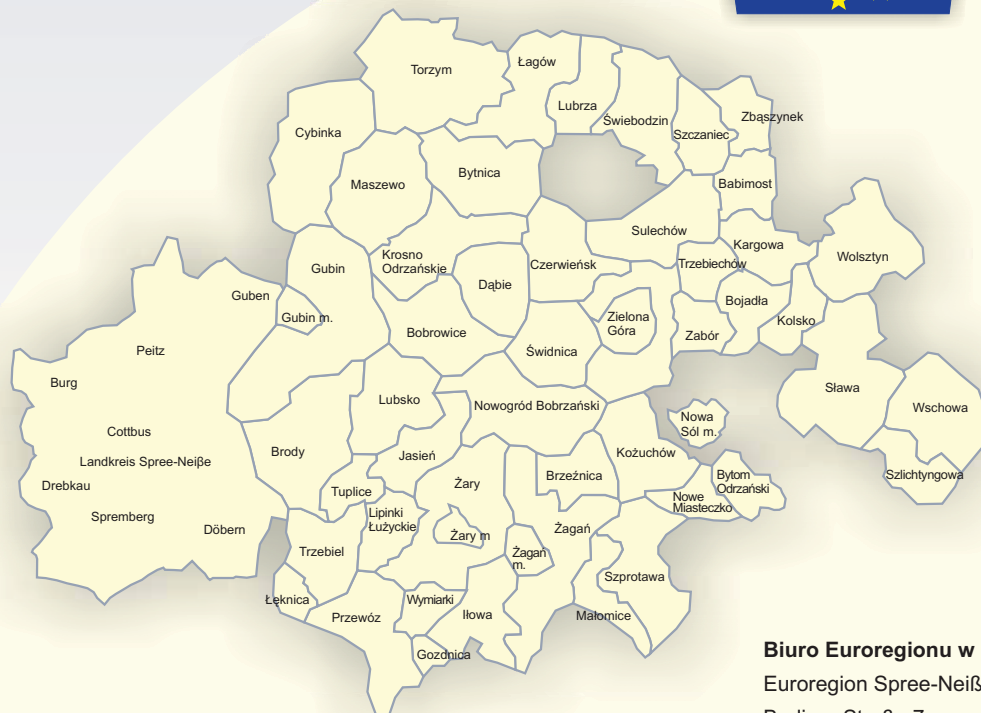 Torzym
Łagów
Lubrza
Świebodzin
Szczaniec
Zbąszynek
Cybinka
Maszewo
Bytnica
Babimost
Sulechów
Kargowa
Wolsztyn
Gubin
Krosno
Odrzańskie
Dąbie
Czerwieńsk
Trzebiechów
Guben
Gubin m.
Bobrowice
Zielona
Góra
Bojadła
Kolsko
Zabór
Świdnica
Peitz
Burg
Lubsko
Nowogród Bobrzański
Sława
Wschowa
Nowa
Sól m.
Cottbus
Landkreis Spree-Neiße
Brody
Jasień
Kożuchów
Szlichtyngowa
Drebkau
Tuplice
Żary
Brzeźnica
Bytom
Odrzański
Nowe
Miasteczko
Spremberg
Döbern
Lipinki
Łużyckie
Żary m
Żagań
Żagań
m.
Trzebiel
Szprotawa
Łęknica
Przewóz
Wymiarki
Iłowa
Małomice
Gozdnica
Biuro Euroregionu w
Euroregion Spree-Neiß